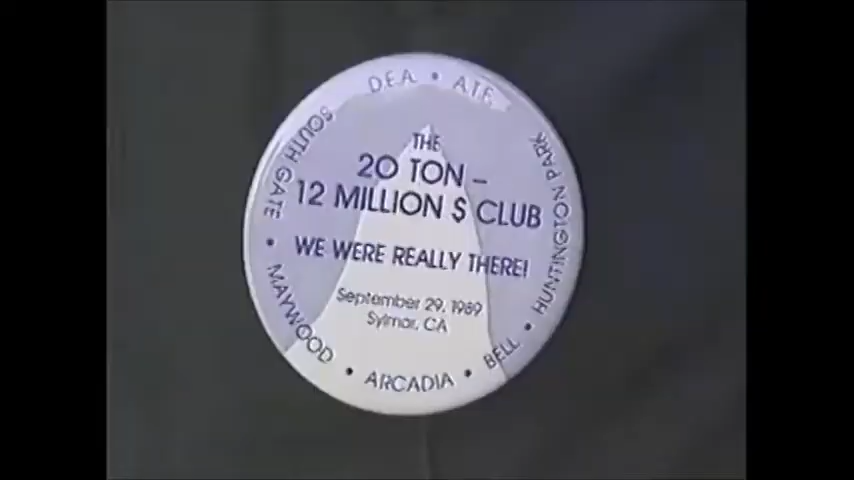 D.E.A. • A.T.F.
THE
20 TON –
12 MILLION $ CLUB
WE WERE REALLY THERE!
September 29, 1989
Sylmar, CA
SOUTH GATE • MAYWOOD • ARCADIA • BELL • HUNTINGTON PARK